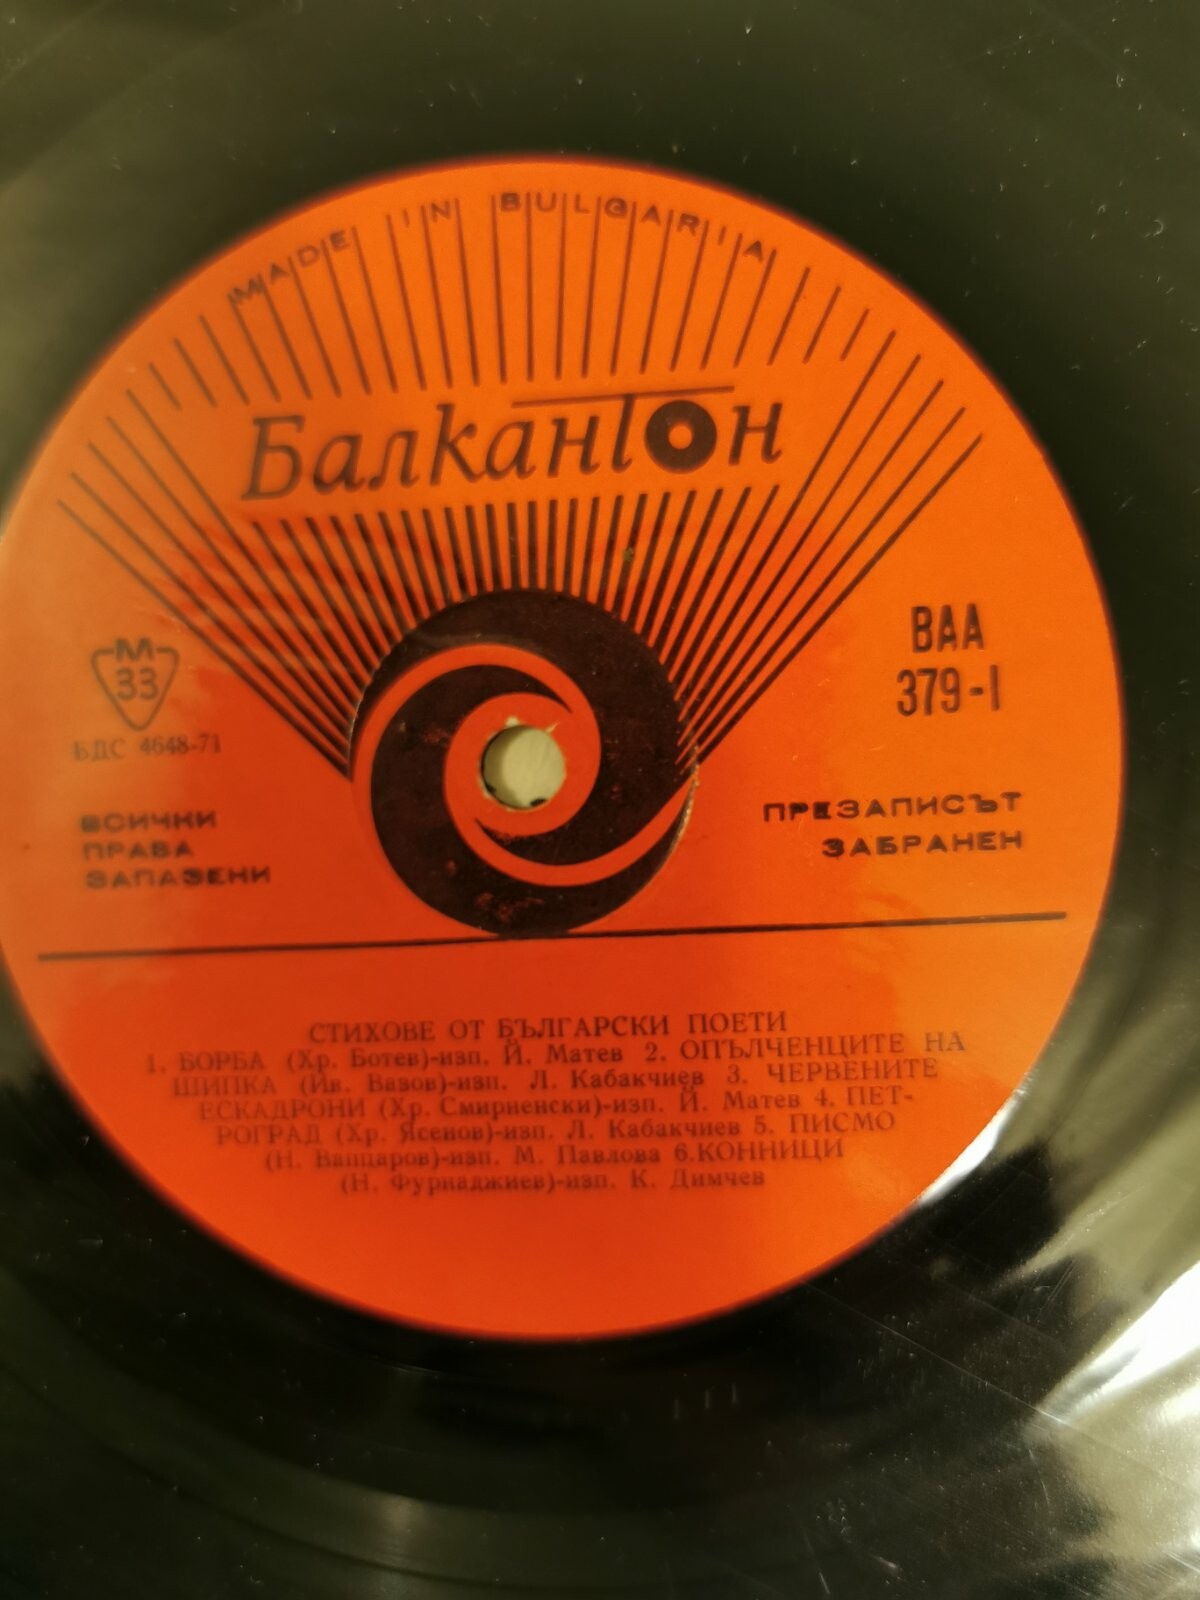 MADE IN BULGARIA
Балкантон
М
33
БДС 4648-71
ВСИЧКИ
ПРАВА
ЗАПАЗЕНИ
ВАА
379-I
ПРЕЗАПИСЪТ
ЗАБРАНЕН
СТИХОВЕ ОТ БЪЛГАРСКИ ПОЕТИ
1. БОРБА (Хр. Ботев)-изп. Й. Матев 2. ОПЪЛЧЕНЦИТЕ НА
ШИПКА (Ив. Вазов)-изп. Л. Кабакчиев 3. ЧЕРВЕНИТЕ
ЕСКАДРОНИ (Хр. Смирненски)-изп. Й. Матев 4. ПЕТ-
РОГРАД (Хр. Ясенов)-изп. Л. Кабакчиев 5. ПИСМО
(Н. Вапцаров)-изп. М. Павлова 6.КОННИЦИ
(Н. Фурнаджиев)-изп. К. Димчев